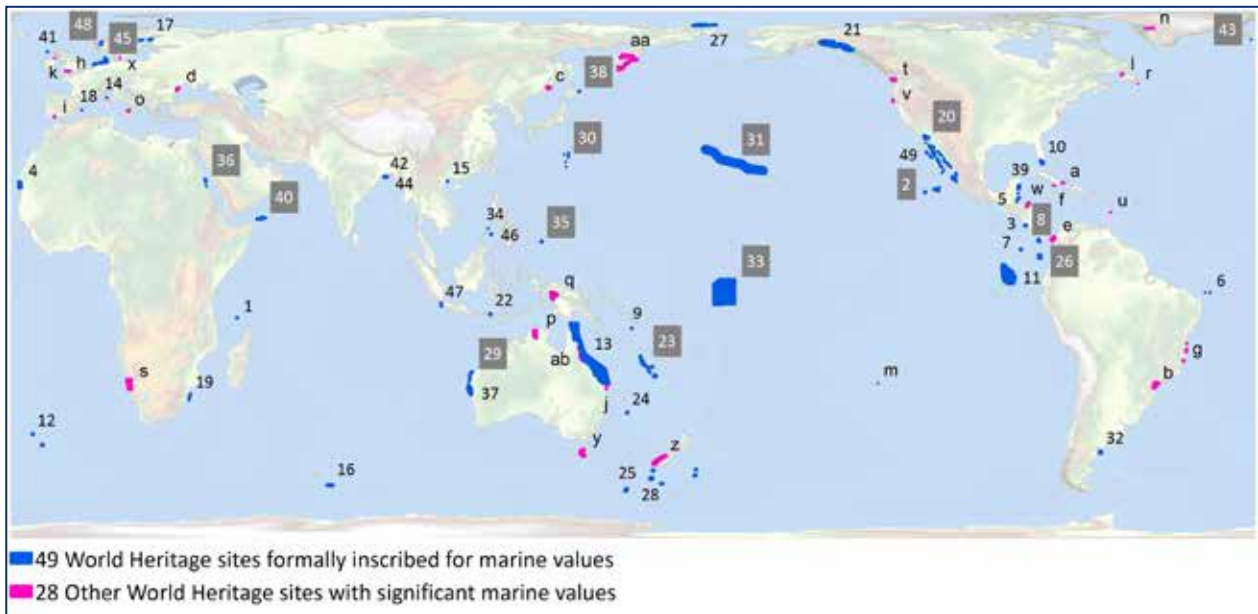 48
17
n
43
41
45
aa
27
21
h
x
k
d
c
38
t
l
r
14
v
18
i
o
30
31
20
10
36
42
15
49
39
a
4
44
2
w
f
40
5
u
34
35
3
8
e
46
7
33
26
q
47
22
11
6
1
9
p
13
23
29
ab
g
s
m
19
37
j
24
b
12
y
z
32
25
16
28
49 World Heritage sites formally inscribed for marine values
28 Other World Heritage sites with significant marine values